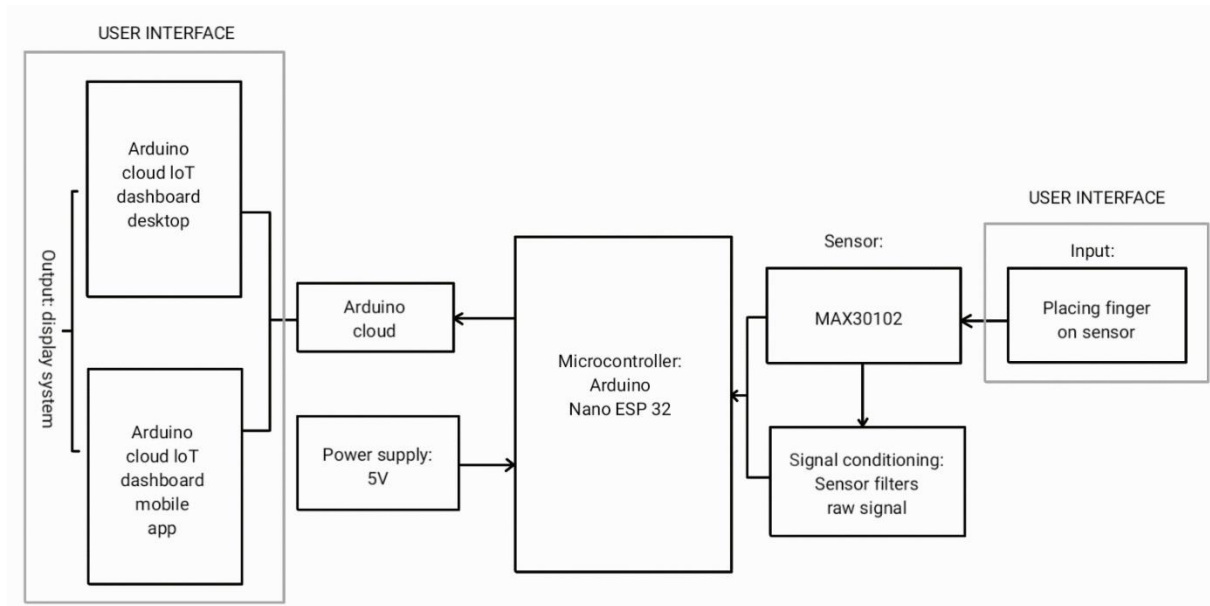 USER INTERFACE
Arduino
cloud IoT
dashboard
desktop
Output: display system
Arduino
cloud IoT
dashboard
mobile
app
Arduino
cloud
Power supply:
5V
Microcontroller:
Arduino
Nano ESP 32
Sensor:
MAX30102
Signal conditioning:
Sensor filters
raw signal
USER INTERFACE
Input:
Placing finger
on sensor